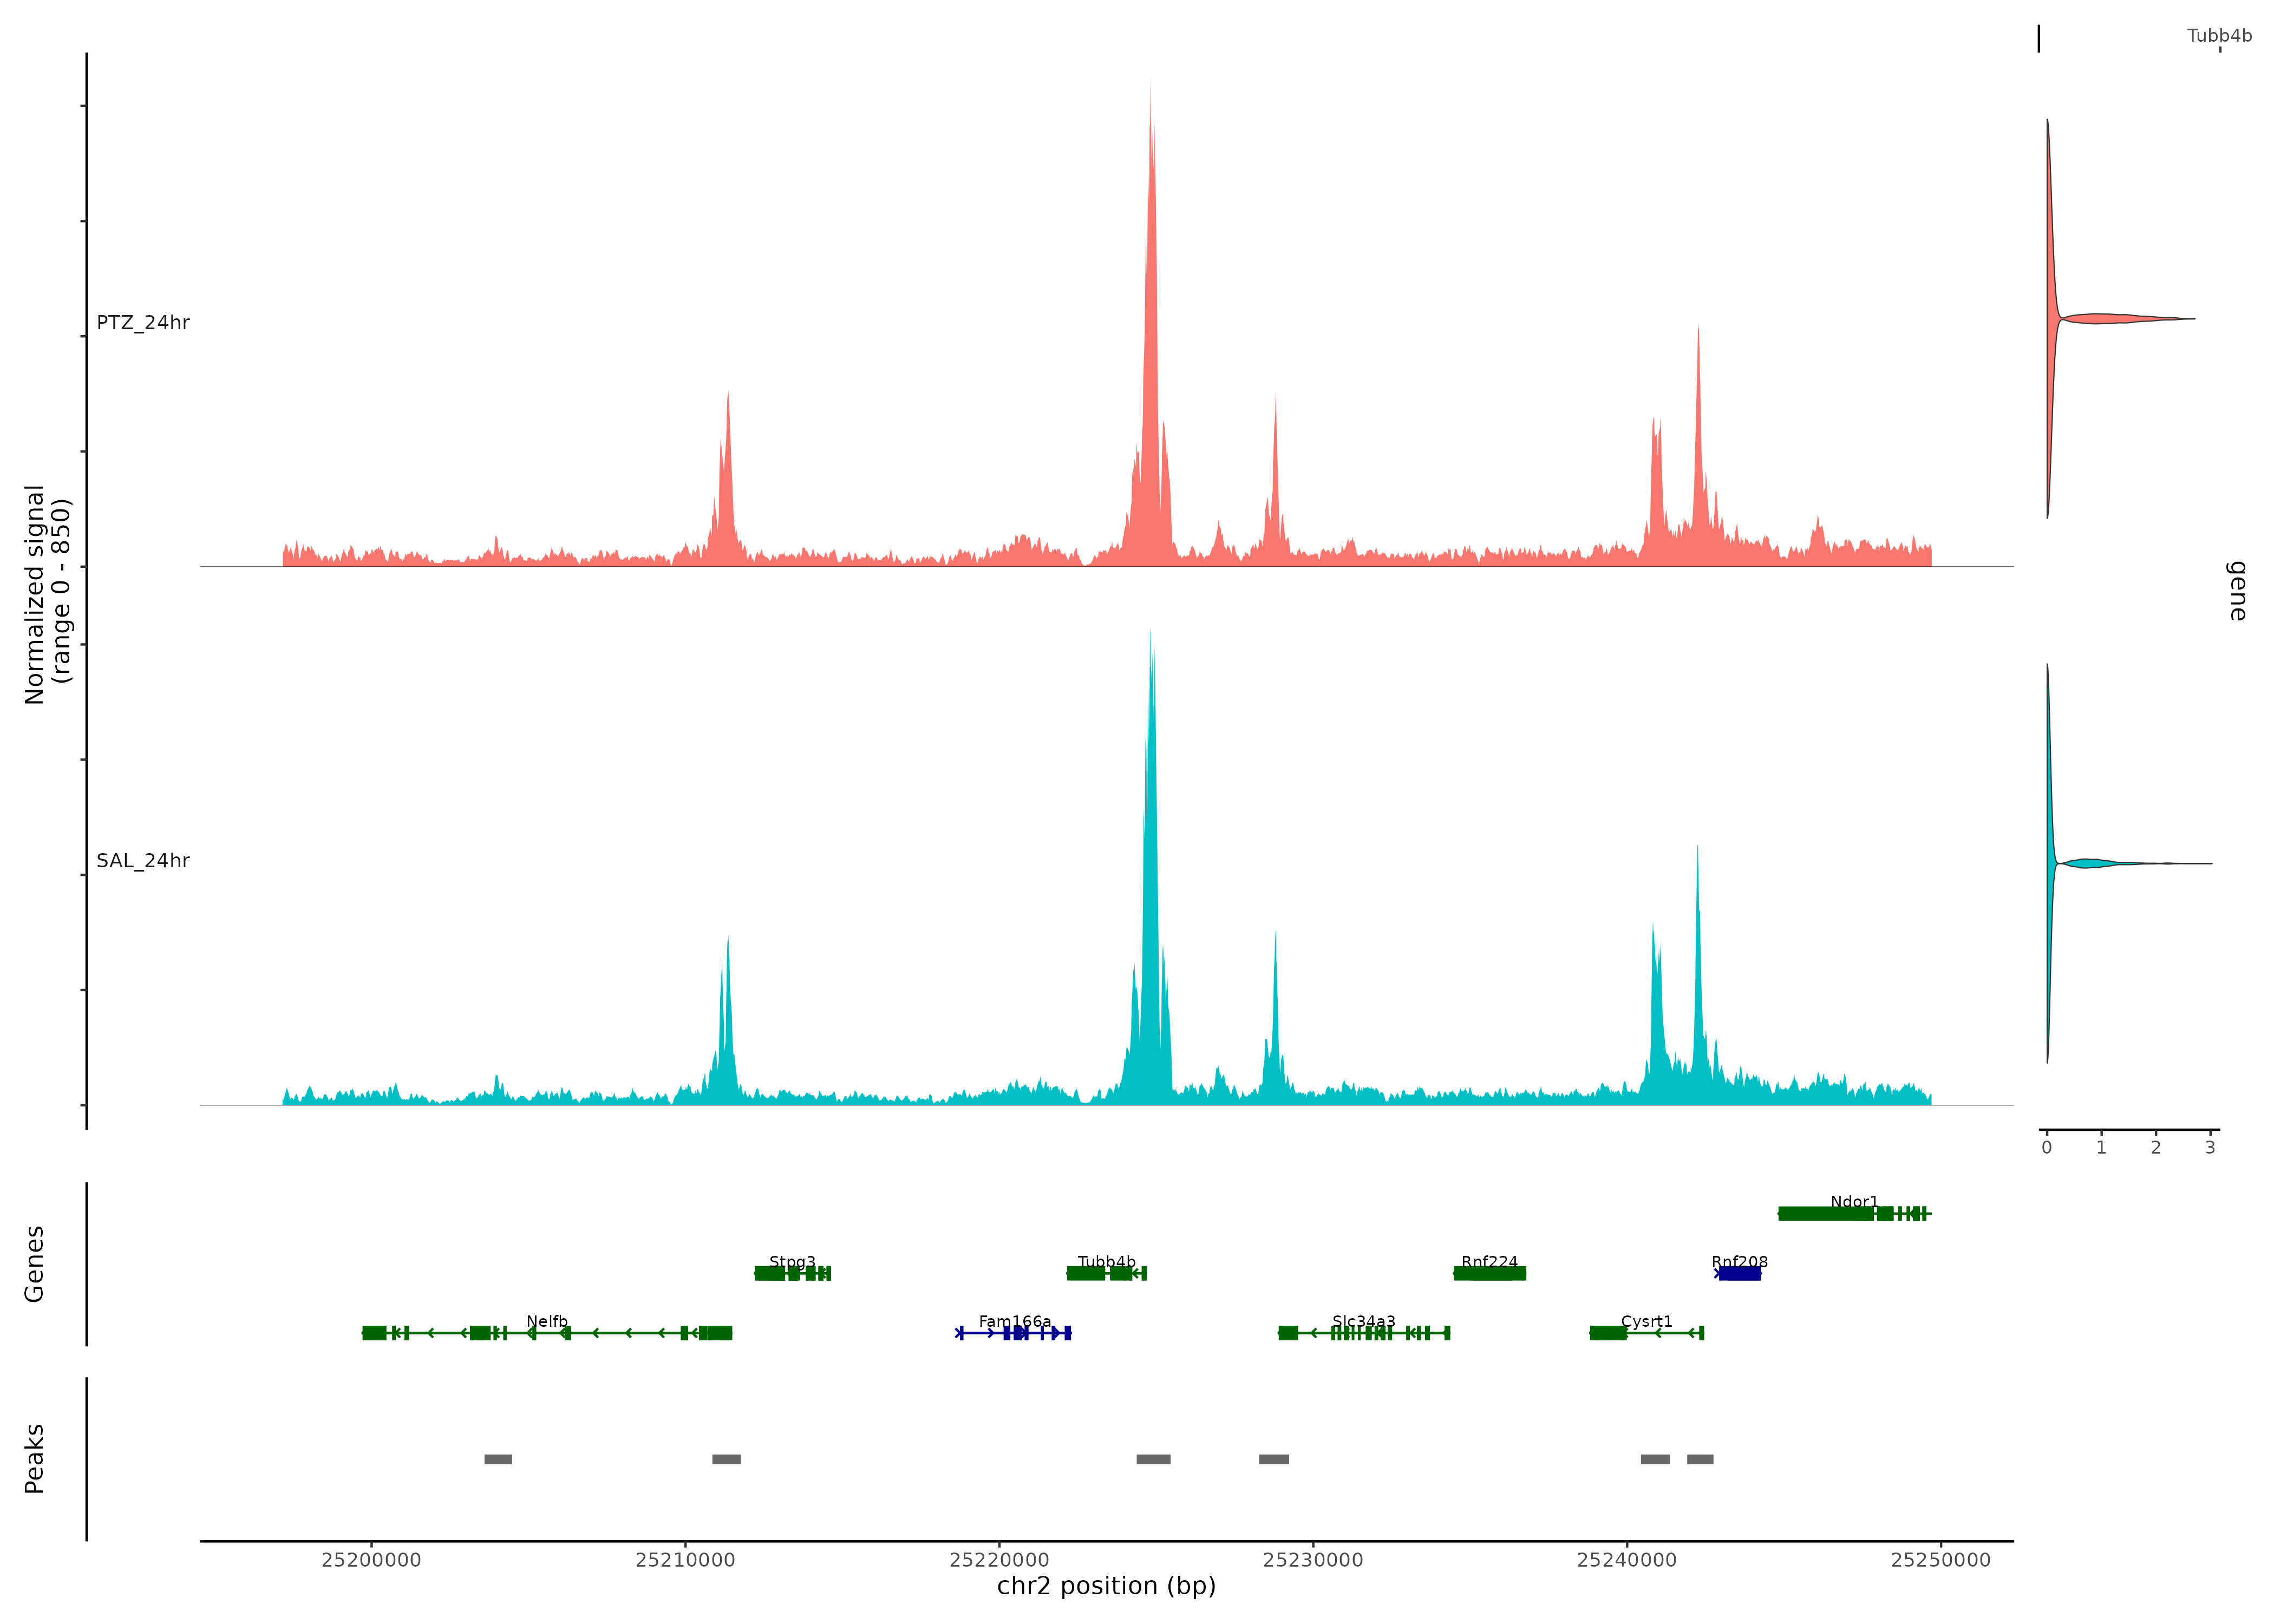 Tubb4b
PTZ_24hr
SAL_24hr
Normalized signal
(range 0 - 850)
gene
0 1 2 3
Genes
Ndor1
Stpg3 Tubb4b Rnf224 Rnf208
Nelfb Fam166a Slc34a3 Cysrt1
Peaks
25200000 25210000 25220000 25230000 25240000 25250000
chr2 position (bp)